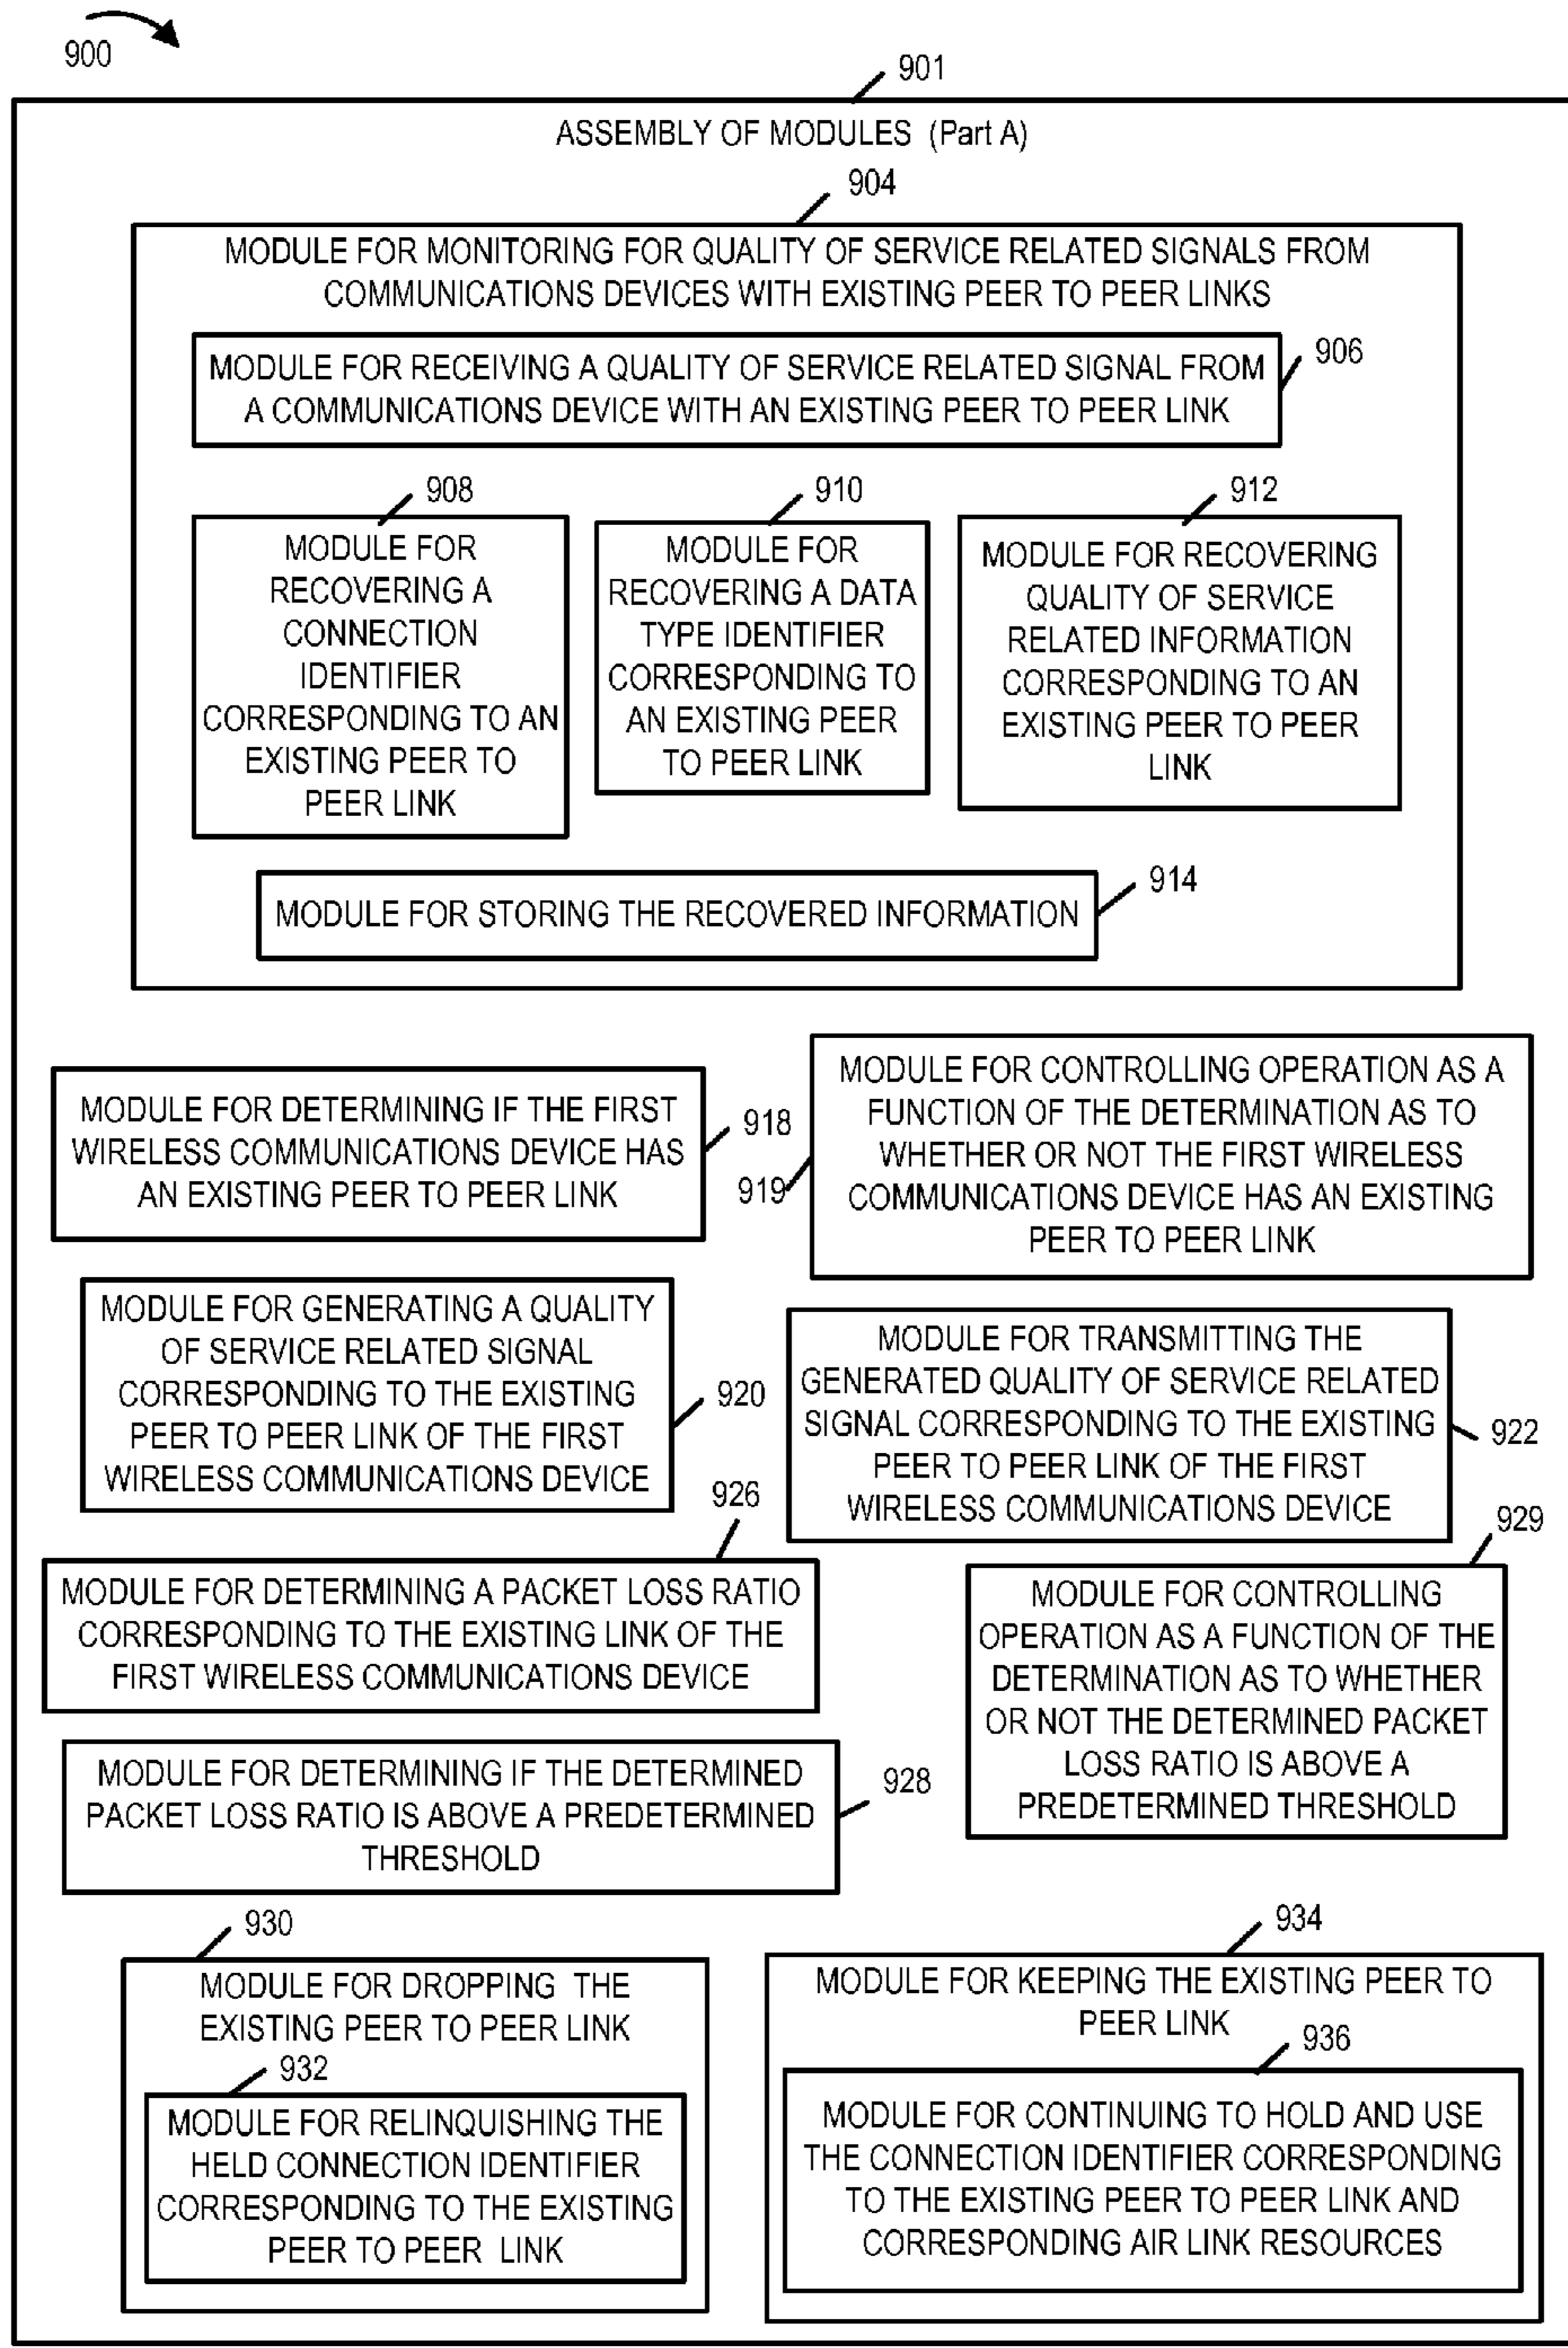 900
901
ASSEMBLY OF MODULES (Part A)
904
MODULE FOR MONITORING FOR QUALITY OF SERVICE RELATED SIGNALS FROM
COMMUNICATIONS DEVICES WITH EXISTING PEER TO PEER LINKS
906
MODULE FOR RECEIVING A QUALITY OF SERVICE RELATED SIGNAL FROM
A COMMUNICATIONS DEVICE WITH AN EXISTING PEER TO PEER LINK
908
MODULE FOR
RECOVERING A
CONNECTION
IDENTIFIER
CORRESPONDING TO AN
EXISTING PEER TO
PEER LINK
910
MODULE FOR
RECOVERING A DATA
TYPE IDENTIFIER
CORRESPONDING TO
AN EXISTING PEER
TO PEER LINK
912
MODULE FOR RECOVERING
QUALITY OF SERVICE
RELATED INFORMATION
CORRESPONDING TO AN
EXISTING PEER TO PEER
LINK
914
MODULE FOR STORING THE RECOVERED INFORMATION
MODULE FOR DETERMINING IF THE FIRST
WIRELESS COMMUNICATIONS DEVICE HAS
AN EXISTING PEER TO PEER LINK
918
919
MODULE FOR CONTROLLING OPERATION AS A
FUNCTION OF THE DETERMINATION AS TO
WHETHER OR NOT THE FIRST WIRELESS
COMMUNICATIONS DEVICE HAS AN EXISTING
PEER TO PEER LINK
MODULE FOR GENERATING A QUALITY
OF SERVICE RELATED SIGNAL
CORRESPONDING TO THE EXISTING
PEER TO PEER LINK OF THE FIRST
WIRELESS COMMUNICATIONS DEVICE
920
MODULE FOR TRANSMITTING THE
GENERATED QUALITY OF SERVICE RELATED
SIGNAL CORRESPONDING TO THE EXISTING
PEER TO PEER LINK OF THE FIRST
WIRELESS COMMUNICATIONS DEVICE
922
926
MODULE FOR DETERMINING A PACKET LOSS RATIO
CORRESPONDING TO THE EXISTING LINK OF THE
FIRST WIRELESS COMMUNICATIONS DEVICE
929
MODULE FOR CONTROLLING
OPERATION AS A FUNCTION OF THE
DETERMINATION AS TO WHETHER
OR NOT THE DETERMINED PACKET
LOSS RATIO IS ABOVE A
PREDETERMINED THRESHOLD
MODULE FOR DETERMINING IF THE DETERMINED
PACKET LOSS RATIO IS ABOVE A PREDETERMINED
THRESHOLD
928
930
MODULE FOR DROPPING THE
EXISTING PEER TO PEER LINK
932
MODULE FOR RELINQUISHING THE
HELD CONNECTION IDENTIFIER
CORRESPONDING TO THE EXISTING
PEER TO PEER LINK
934
MODULE FOR KEEPING THE EXISTING PEER TO
PEER LINK
936
MODULE FOR CONTINUING TO HOLD AND USE
THE CONNECTION IDENTIFIER CORRESPONDING
TO THE EXISTING PEER TO PEER LINK AND
CORRESPONDING AIR LINK RESOURCES